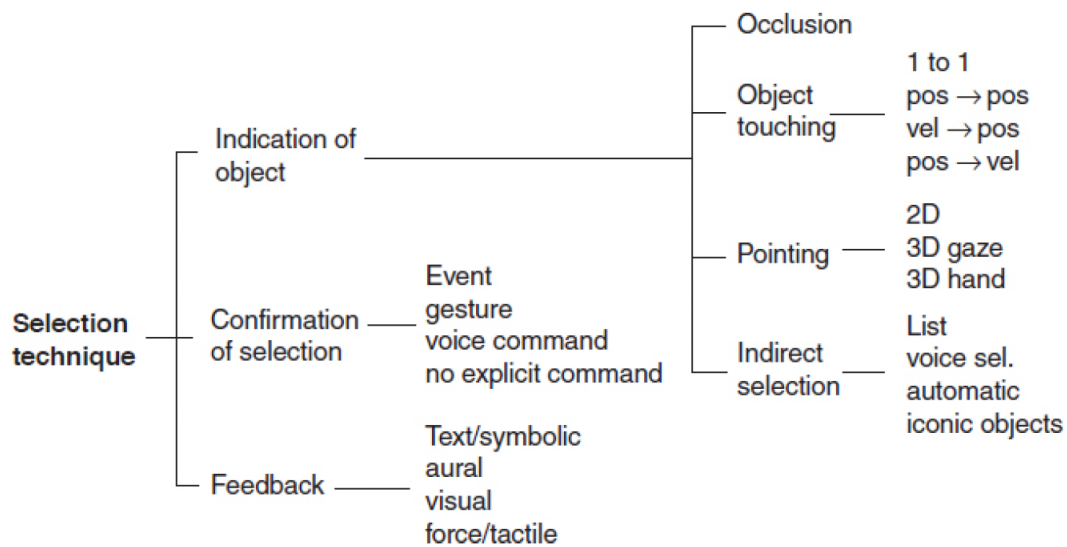 Selection
technique
Indication of
object
Occlusion
Object
touching
1 to 1
pos → pos
vel → pos
pos → vel
Pointing
2D
3D gaze
3D hand
Indirect
selection
List
voice sel.
automatic
iconic objects
Confirmation
of selection
Event
gesture
voice command
no explicit command
Feedback
Text/symbolic
aural
visual
force/tactile